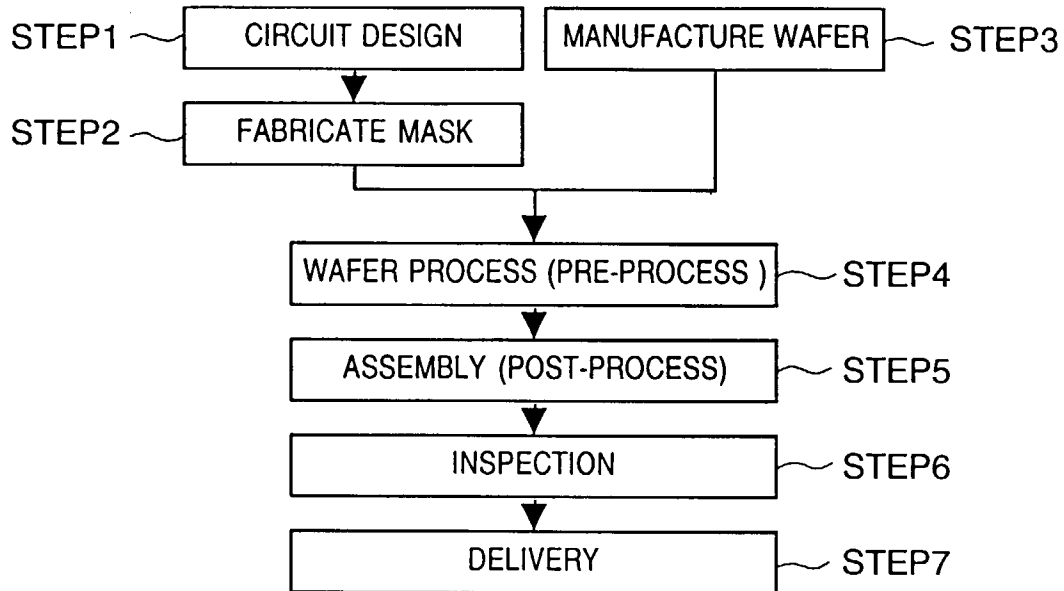 STEP1
CIRCUIT DESIGN
MANUFACTURE WAFER
STEP3
STEP2
FABRICATE MASK
WAFER PROCESS (PRE-PROCESS )
STEP4
ASSEMBLY (POST-PROCESS)
STEP5
INSPECTION
STEP6
DELIVERY
STEP7